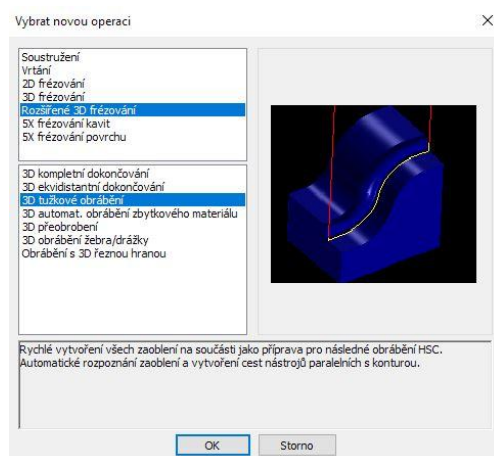 Vybrat novou operaci
Soustružení
Vrtání
2D frézování
3D frézování
Rozšířené 3D frézování
5X frézování kavit
5X frézování povrchu
3D kompletní dokončování
3D ekvidistantní dokončování
3D tužkové obrábění
3D automat. obrábění zbytkového materiálu
3D přeobrobení
3D obrábění žebra/drážky
Obrábění s 3D řeznou hranou
Rychlé vytvoření všech zaoblení na součásti jako příprava pro následné obrábění HSC.
Automatické rozpoznání zaoblení a vytvoření cest nástrojů paralelních s konturou.
OK
Storno